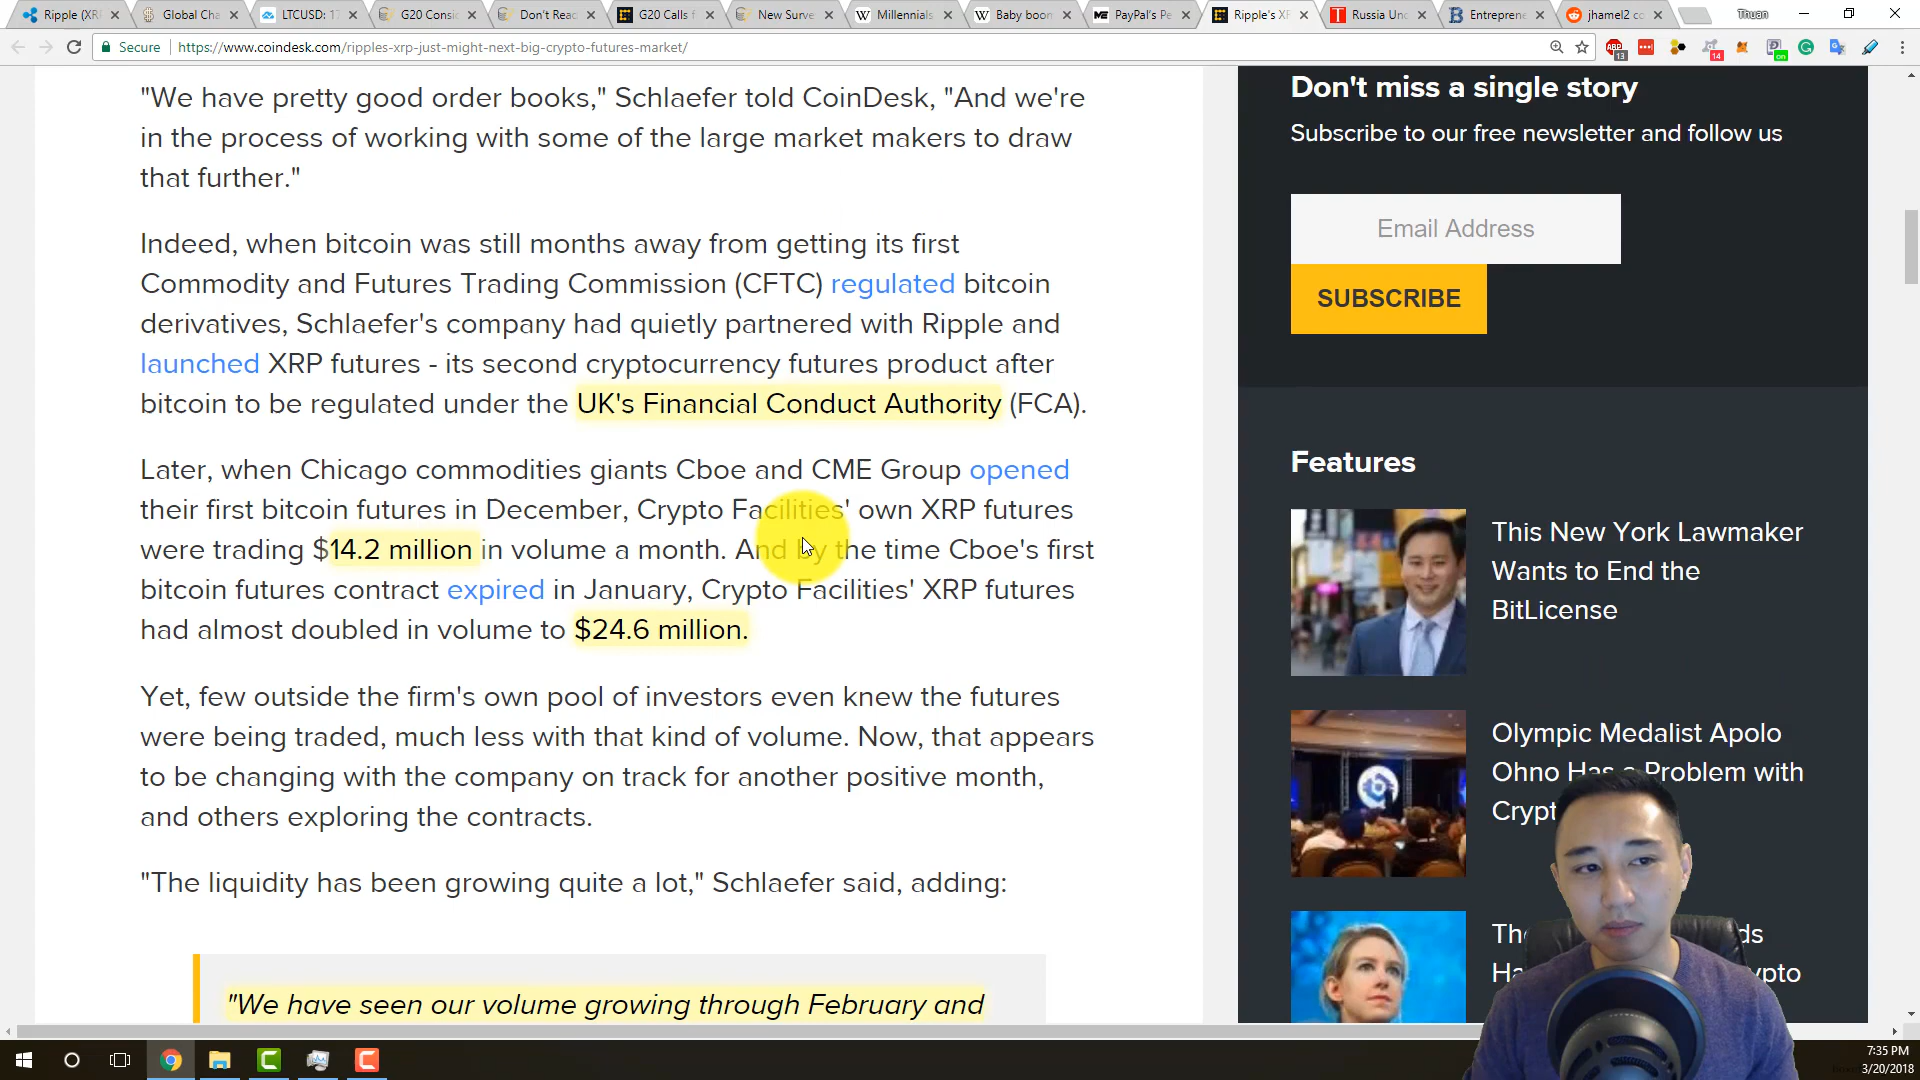 Ripple (XR
Global Cha
LTCUSD: 17
G20 Consid
Don't Reac
G20 Calls f
New Surve
Millennials
Baby boom
PayPal's Pe
Ripple's XR
Russia Und
Entreprene
jhamel2 co
Thuan
Secure
https://www.coindesk.com/ripples-xrp-just-might-next-big-crypto-futures-market/
"We have pretty good order books," Schlaefer told CoinDesk, "And we're
in the process of working with some of the large market makers to draw
that further."
Indeed, when bitcoin was still months away from getting its first
Commodity and Futures Trading Commission (CFTC) regulated bitcoin
derivatives, Schlaefer's company had quietly partnered with Ripple and
launched XRP futures - its second cryptocurrency futures product after
bitcoin to be regulated under the UK's Financial Conduct Authority (FCA).
Later, when Chicago commodities giants Cboe and CME Group opened
their first bitcoin futures in December, Crypto Facilities' own XRP futures
were trading $14.2 million in volume a month. And by the time Cboe's first
bitcoin futures contract expired in January, Crypto Facilities' XRP futures
had almost doubled in volume to $24.6 million.
Yet, few outside the firm's own pool of investors even knew the futures
were being traded, much less with that kind of volume. Now, that appears
to be changing with the company on track for another positive month,
and others exploring the contracts.
"The liquidity has been growing quite a lot," Schlaefer said, adding:
"We have seen our volume growing through February and
Don't miss a single story
Subscribe to our free newsletter and follow us
Email Address
SUBSCRIBE
Features
This New York Lawmaker
Wants to End the
BitLicense
Olympic Medalist Apolo
Ohno Has a Problem with
Crypt
7:35 PM
3/20/2018